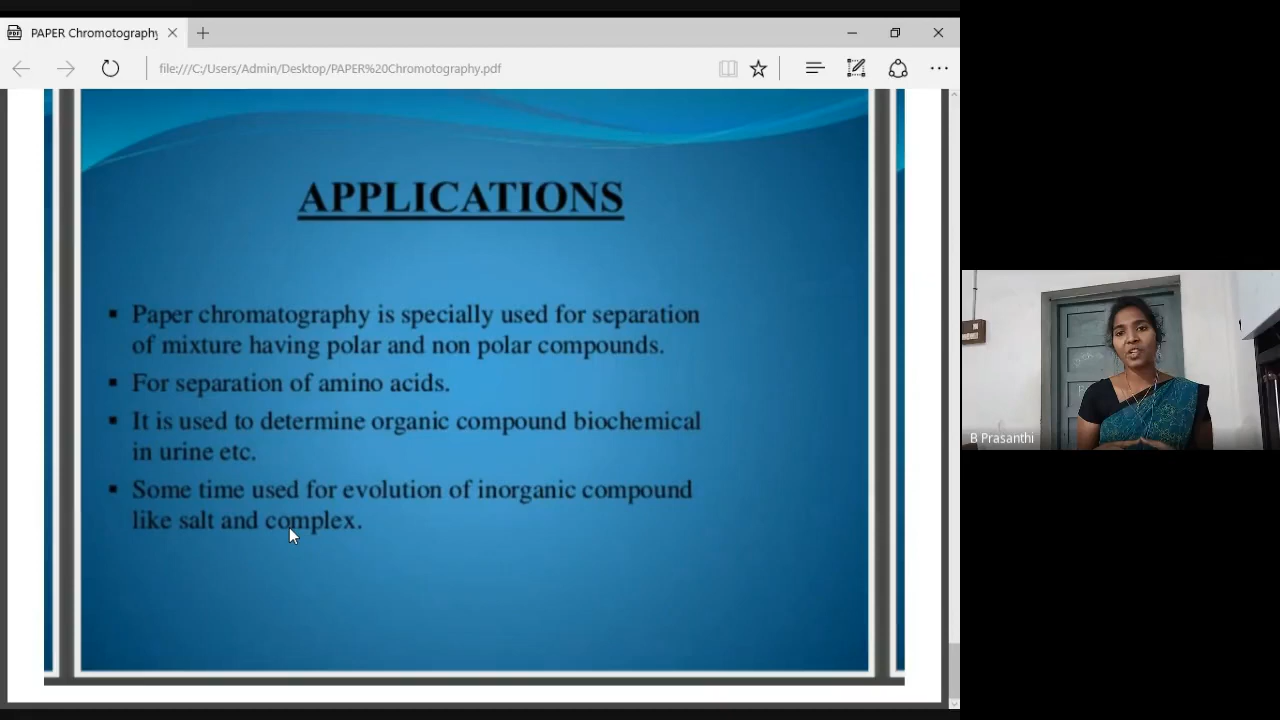 PAPER Chromotography
file:///C:/Users/Admin/Desktop/PAPER%20Chromotography.pdf
APPLICATIONS
▪ Paper chromatography is specially used for separation
of mixture having polar and non polar compounds.
▪ For separation of amino acids.
▪ It is used to determine organic compound biochemical
in urine etc.
▪ Some time used for evolution of inorganic compound
like salt and complex.
B Prasanthi